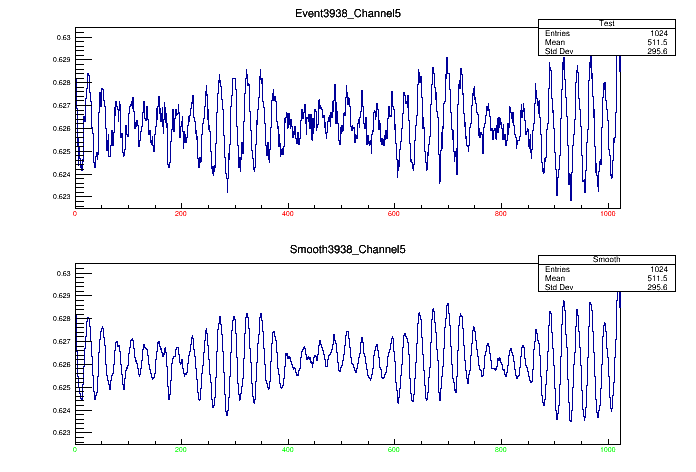 Event3938_Channel5
Test
Entries 1024
Mean 511.5
Std Dev 295.6
0.63
0.629
0.628
0.627
0.626
0.625
0.624
0.623
0 200 400 600 800 1000
Smooth3938_Channel5
Smooth
Entries 1024
Mean 511.5
Std Dev 295.6
0.63
0.629
0.628
0.627
0.626
0.625
0.624
0.623
0 200 400 600 800 1000